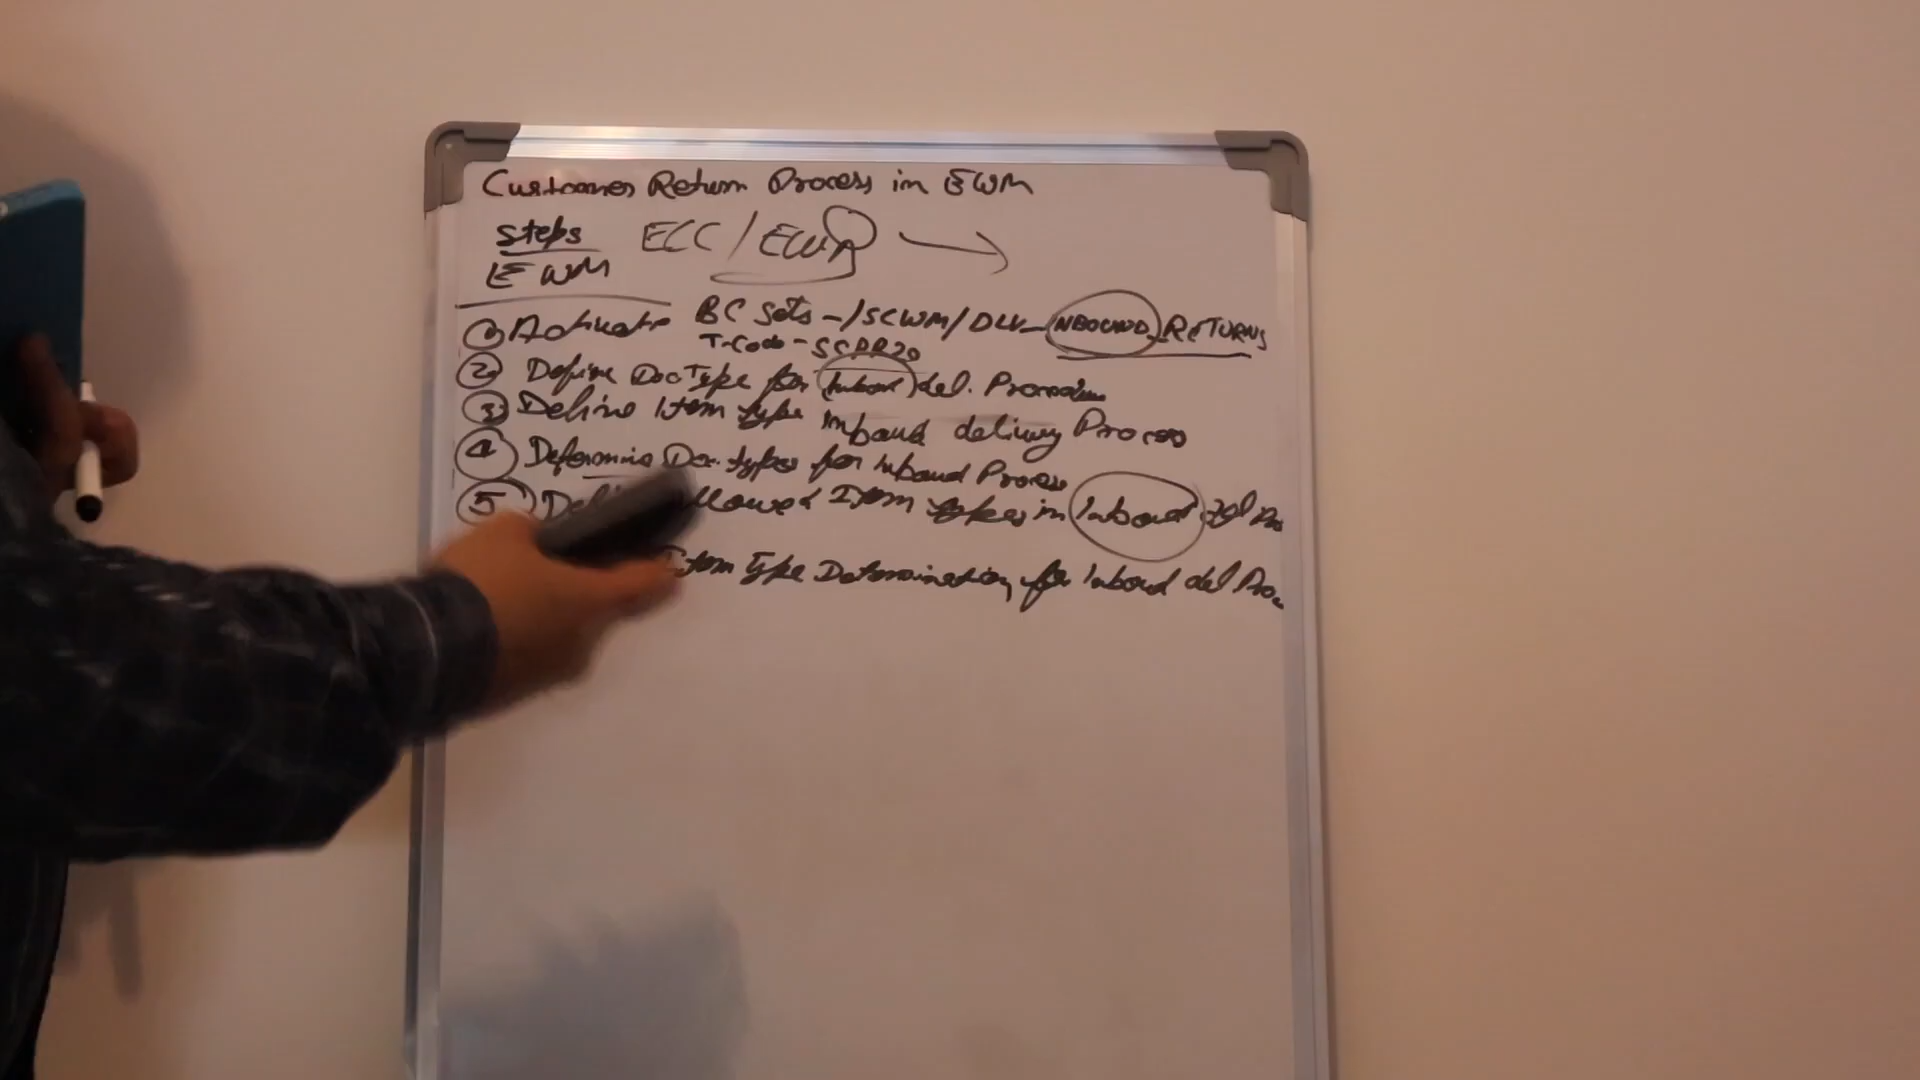 Customer Return Process in EWM
Steps ECC / EWM →
EWM
1 Activate BC Sets - /SCWM/DLV_INBOUND_RETURNS
T-Code - SCPR20
2 Define Doc Type for Inbound del. Procedure
3 Define Item type Inbound delivery Process
4 Determine Doc. types for Inbound Process
5 Allowed Item types in Inbound
Item Type Determination for Inbound del Proc